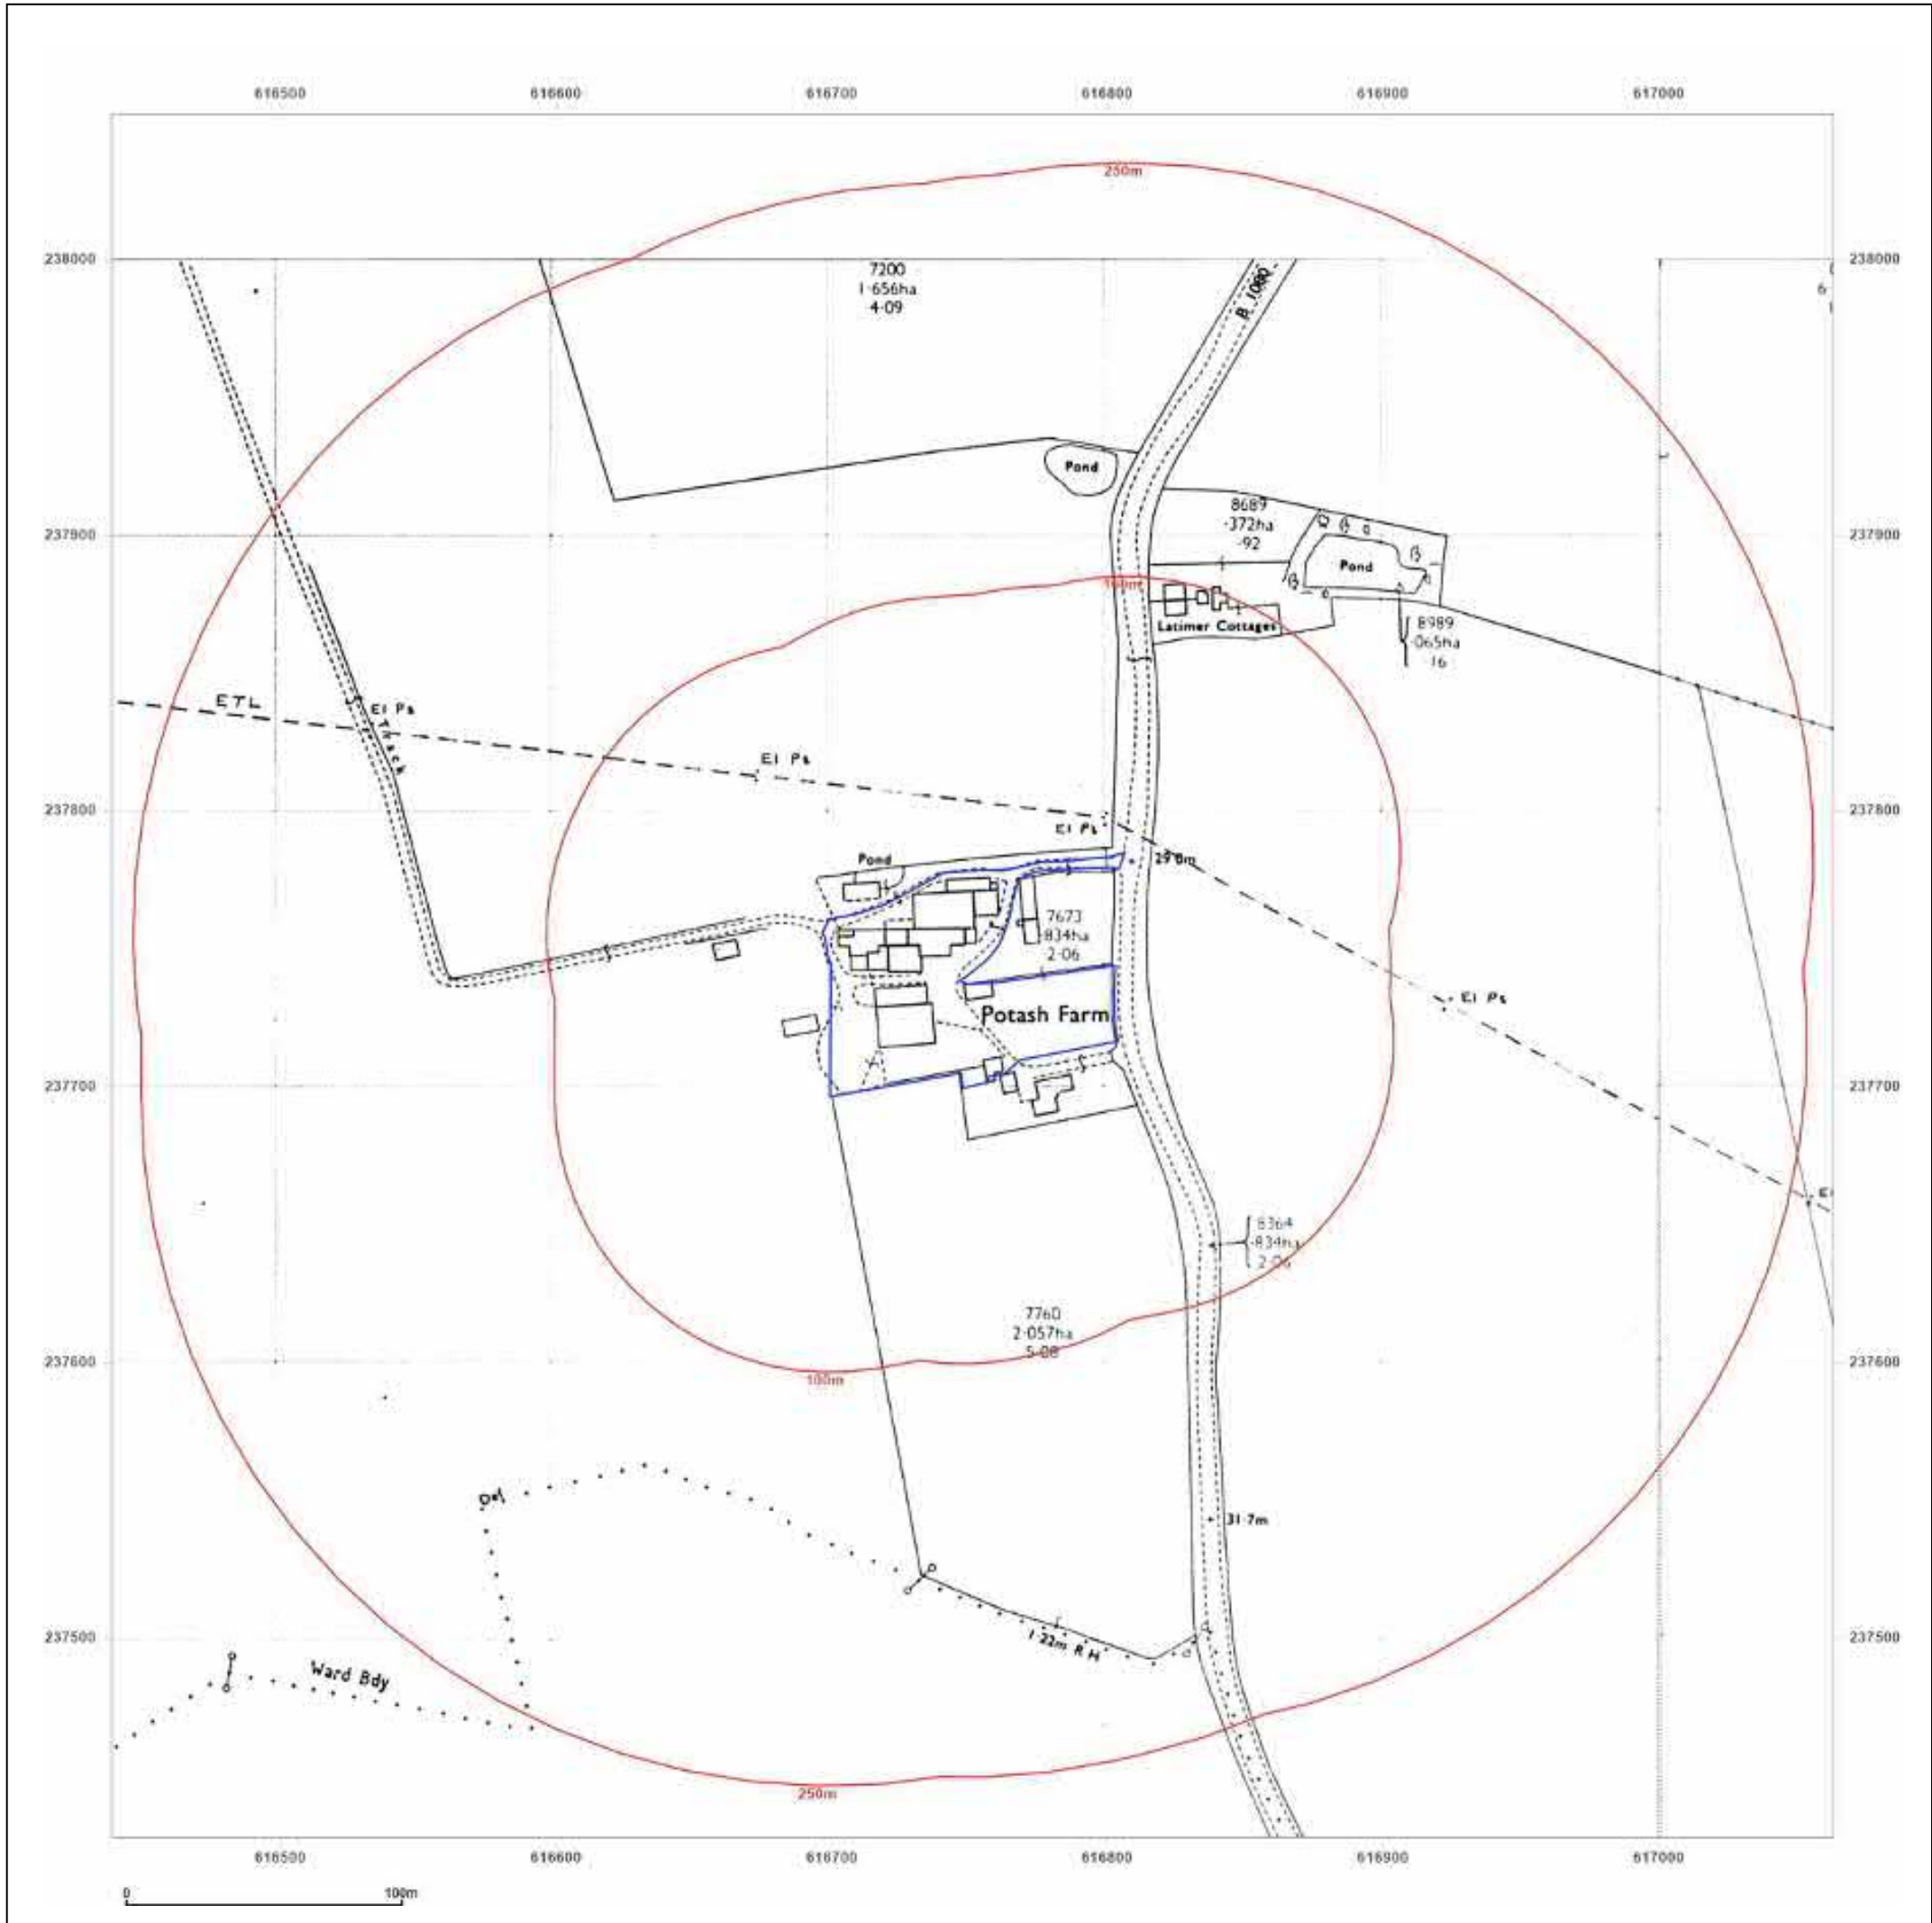 616500 616600 616700 616800 616900 617000
250m
238000 238000
7200
1·656ha
4·09
B 1080
Pond
8689
·372ha
·92
237900 237900
Pond
100m
Latimer Cottages
8989
·065ha
·16
ETL
El Ps
Track
El Ps
237800 237800
El Ps
Pond
7673
·834ha
2·06
El Ps
Potash Farm
237700 237700
El
8364
·834ha
2·06
7760
2·057ha
5·08
237600 237600
100m
Def
31·7m
237500 237500
1·22m R H
Ward Bdy
250m
616500 616600 616700 616800 616900 617000
0 100m